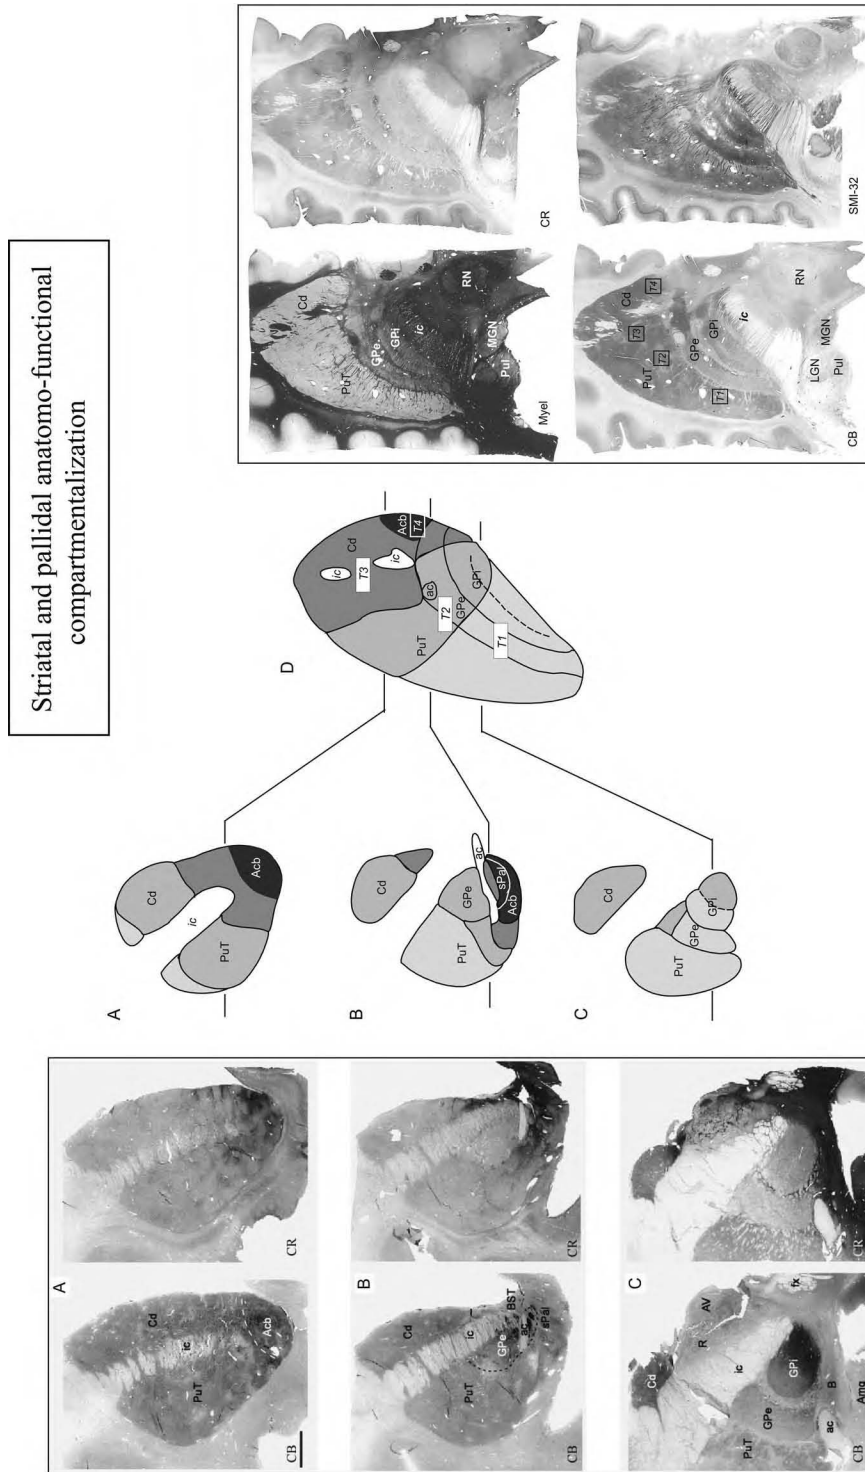 Striatal and pallidal anatomo-functional
compartmentalization
A
PuT
ic
Cd
Acb
CB
CR
B
Cd
ic
GPe
PuT
ac
BST
sPal
CB
CR
C
Cd
AV
R
ic
fx
GPi
GPe
PuT
B
ac
Amg
CB
CR
A
Cd
ic
PuT
Acb
B
Cd
GPe
PuT
ac
sPal
Acb
C
Cd
PuT
GPe
GPi
D
Cd
ic
T3
ic
Acb
T4
ac
PuT
T2
GPe
GPi
T1
Cd
PuT
GPe
GPi
ic
RN
MGN
Pul
Myel
CR
Cd
T4
T3
PuT
T2
GPe
GPi
T1
ic
RN
LGN
MGN
Pul
CB
SMI-32